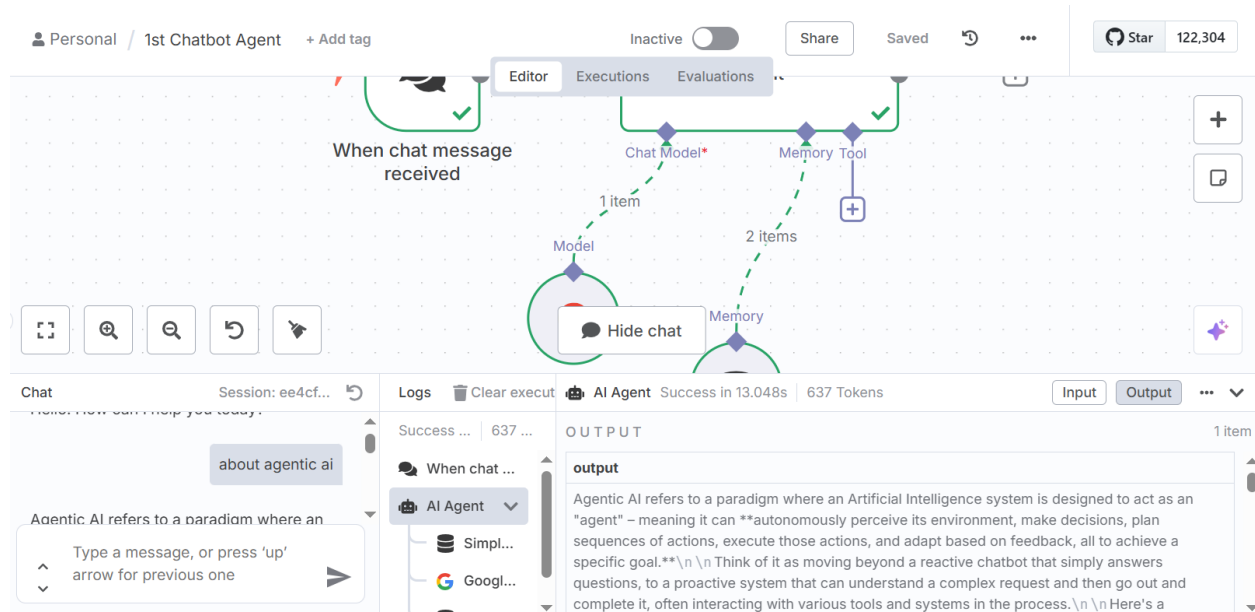 Personal / 1st Chatbot Agent + Add tag
Inactive
Share
Saved
Star 122,304
Editor Executions Evaluations
When chat message
received
Chat Model*
Memory
Tool
1 item
2 items
Model
Memory
Hide chat
Chat
Session: ee4cf...
Hello! How can I help you today?
about agentic ai
Agentic AI refers to a paradigm where an
Type a message, or press ‘up’
arrow for previous one
Logs
Clear execut
Success ... 637 ...
When chat ...
AI Agent
Simpl...
Googl...
AI Agent Success in 13.048s 637 Tokens
Input
Output
OUTPUT
1 item
output
Agentic AI refers to a paradigm where an Artificial Intelligence system is designed to act as an
"agent" – meaning it can **autonomously perceive its environment, make decisions, plan
sequences of actions, execute those actions, and adapt based on feedback, all to achieve a
specific goal.**\n\nThink of it as moving beyond a reactive chatbot that simply answers
questions, to a proactive system that can understand a complex request and then go out and
complete it, often interacting with various tools and systems in the process.\n\nHere's a